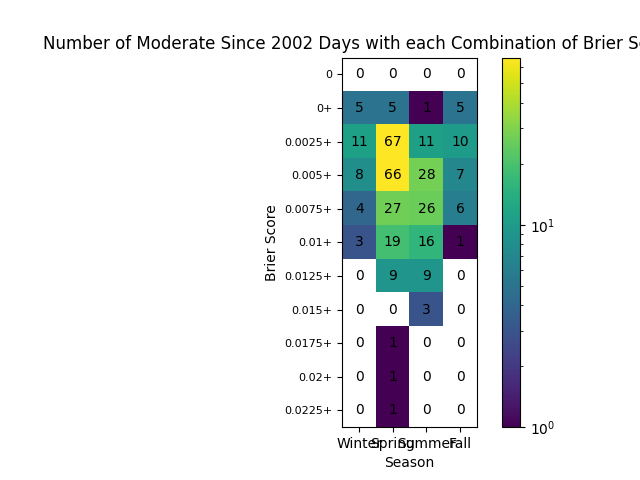 Number of Moderate Since 2002 Days with each Combination of Brier S
0 0 0 0 0
0+ 5 5 1 5
0.0025+ 11 67 11 10
0.005+ 8 66 28 7
0.0075+ 4 27 26 6
0.01+ 3 19 16 1
0.0125+ 0 9 9 0
0.015+ 0 0 3 0
0.0175+ 0 1 0 0
0.02+ 0 1 0 0
0.0225+ 0 1 0 0
Winter Spring Summer Fall
Season
Brier Score
10^1
10^0